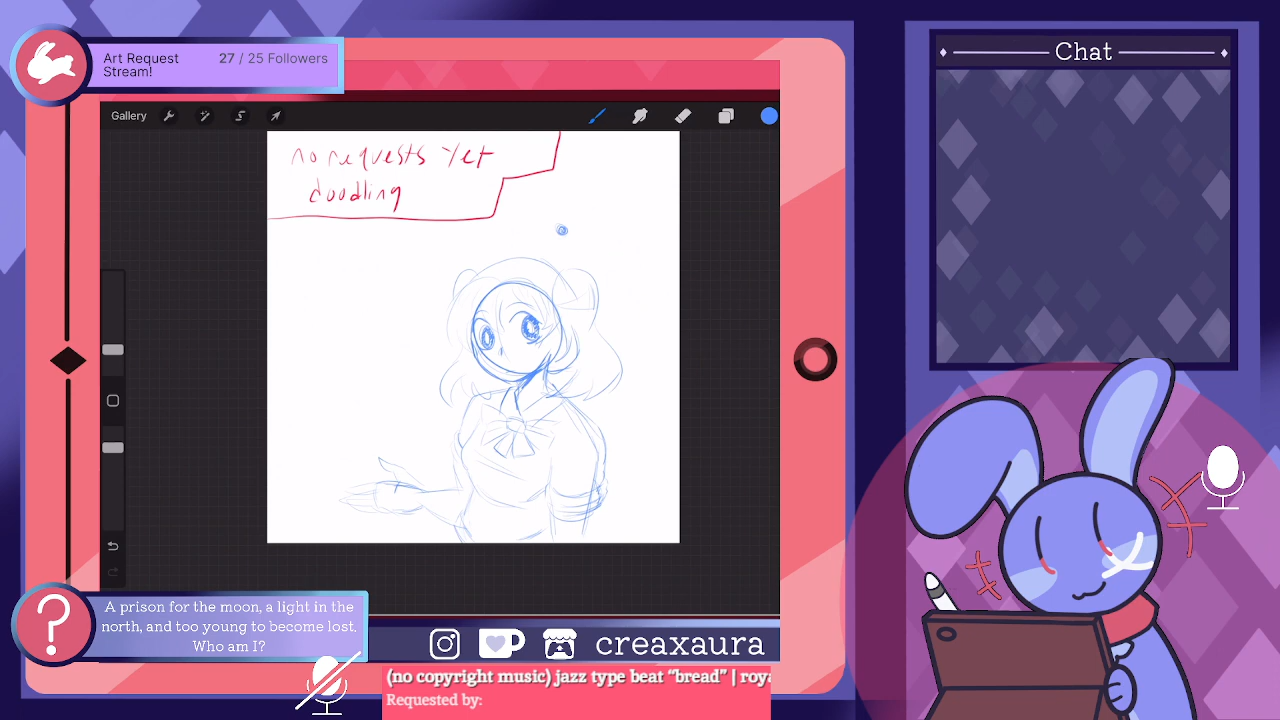 Art Request
Stream!
27 / 25 Followers
Chat
Gallery
no requests yet
doodling
A prison for the moon, a light in the
north, and too young to become lost.
Who am I?
creaxaura
(no copyright music) jazz type beat “bread” | roya
Requested by: